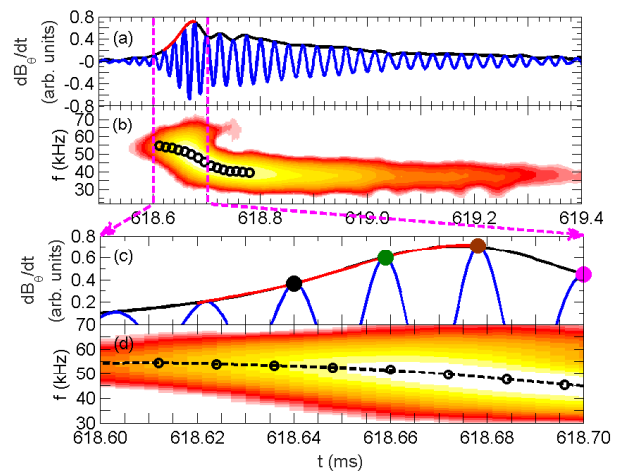 dBθ/dt
(arb. units)
0.8
0.4
-0
-0.4
-0.8
(a)
f (kHz)
70
60
50
40
30
(b)
618.6 618.8 619.0 619.2 619.4
dBθ/dt
(arb. units)
0.8
0.6
0.4
0.2
(c)
f (kHz)
70
60
50
40
30
(d)
618.60 618.62 618.64 618.66 618.68 618.70
t (ms)